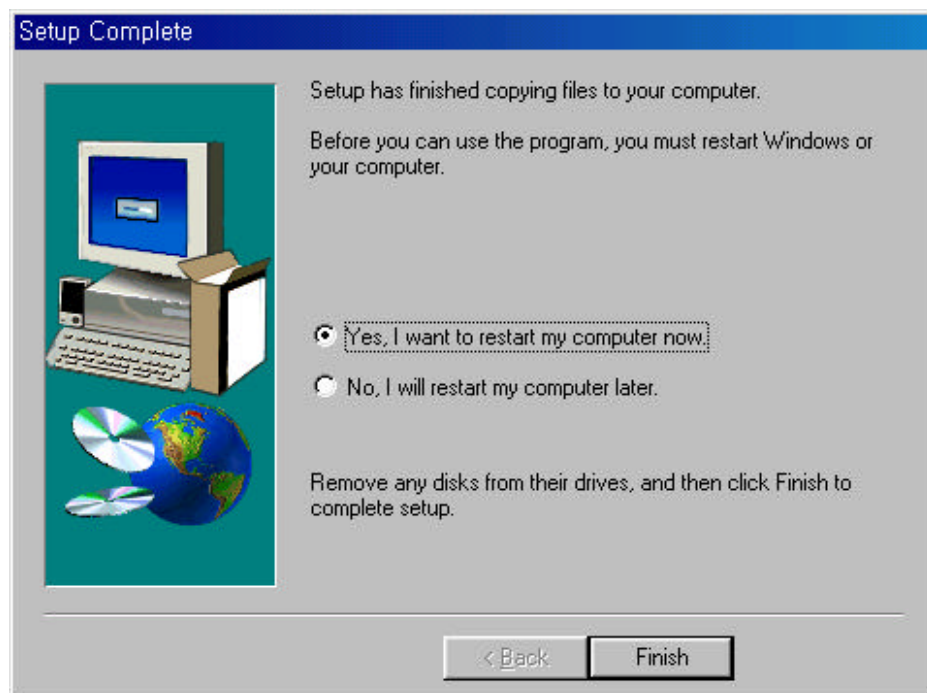 Setup Complete
Setup has finished copying files to your computer.
Before you can use the program, you must restart Windows or
your computer.
Yes, I want to restart my computer now.
No, I will restart my computer later.
Remove any disks from their drives, and then click Finish to
complete setup.
< Back
Finish